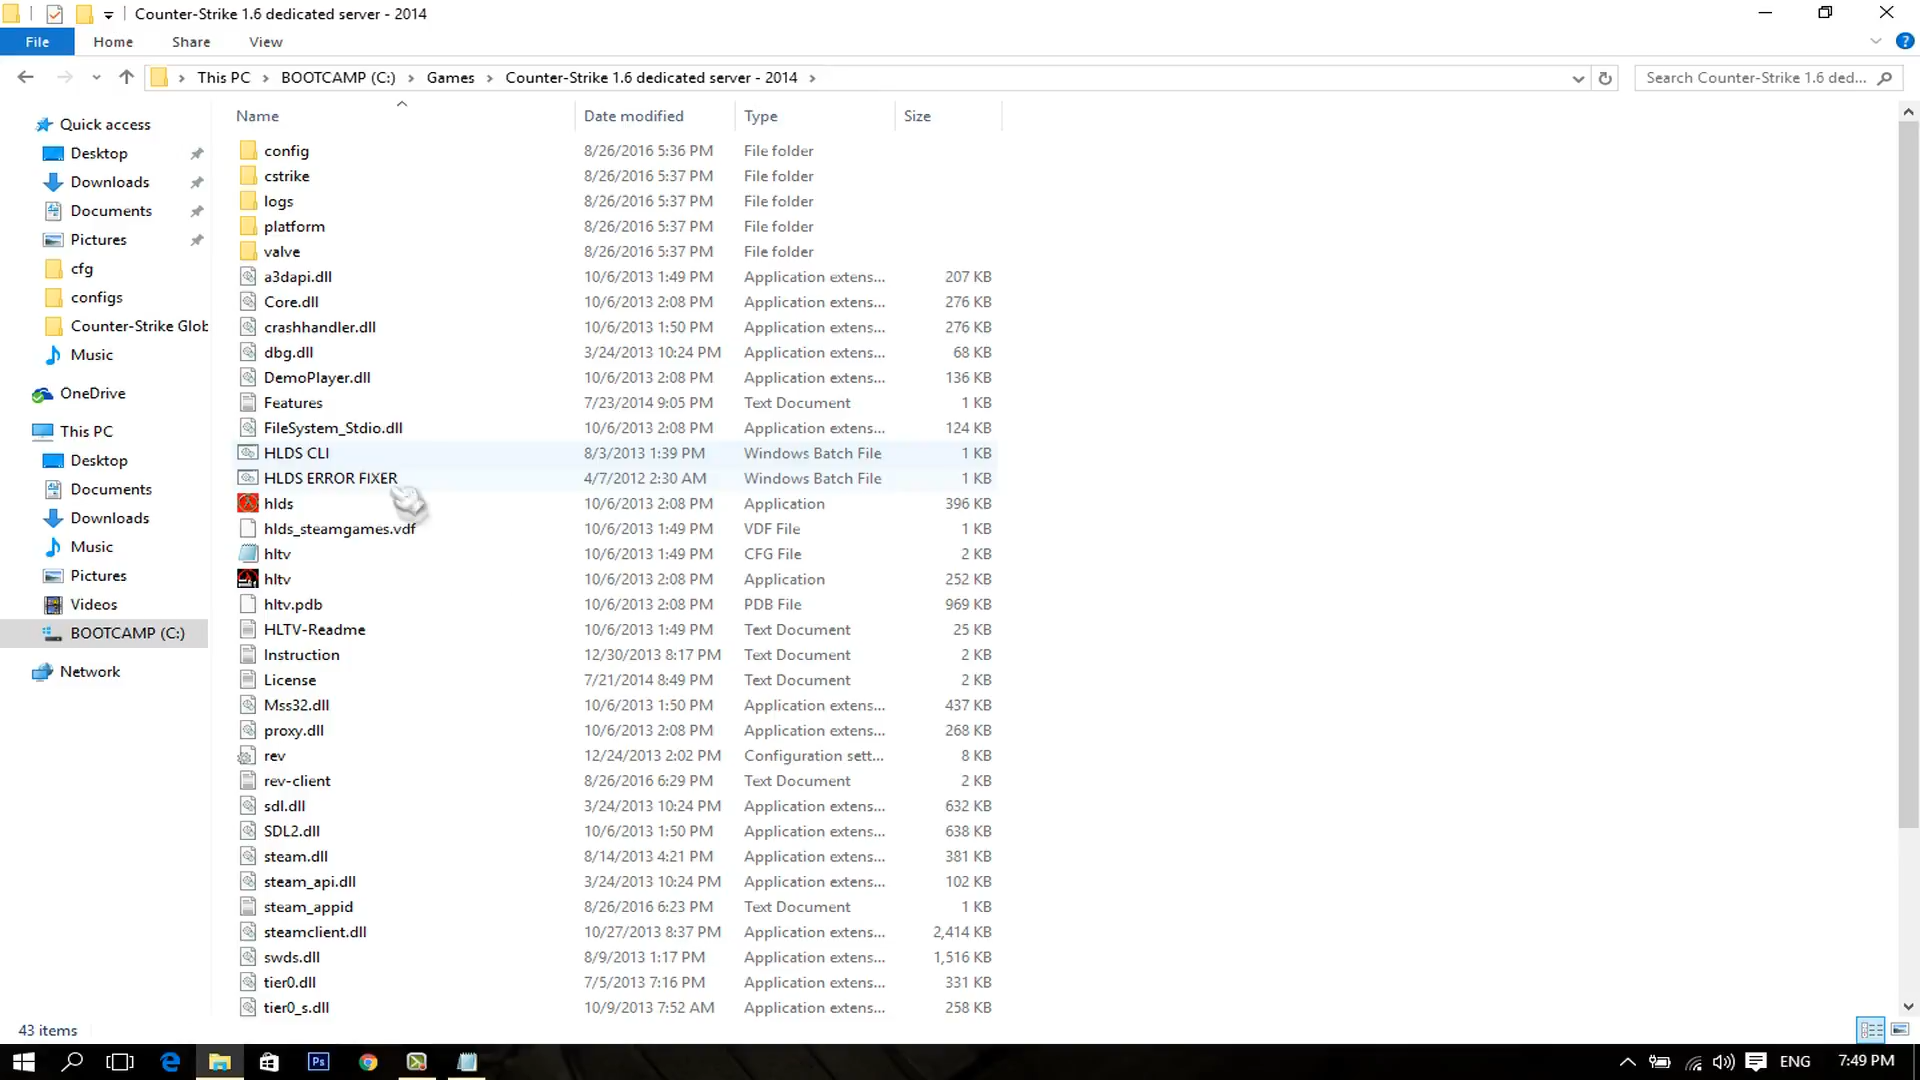 Counter-Strike 1.6 dedicated server - 2014
File Home Share View
This PC BOOTCAMP (C:) Games Counter-Strike 1.6 dedicated server - 2014 Search Counter-Strike 1.6 ded...
Name Date modified Type Size
Quick access
Desktop
Downloads
Documents
Pictures
cfg
configs
Counter-Strike Glob
Music
OneDrive
This PC
Desktop
Documents
Downloads
Music
Pictures
Videos
BOOTCAMP (C:)
Network
config 8/26/2016 5:36 PM File folder
cstrike 8/26/2016 5:37 PM File folder
logs 8/26/2016 5:37 PM File folder
platform 8/26/2016 5:37 PM File folder
valve 8/26/2016 5:37 PM File folder
a3dapi.dll 10/6/2013 1:49 PM Application extens... 207 KB
Core.dll 10/6/2013 2:08 PM Application extens... 276 KB
crashhandler.dll 10/6/2013 1:50 PM Application extens... 276 KB
dbg.dll 3/24/2013 10:24 PM Application extens... 68 KB
DemoPlayer.dll 10/6/2013 2:08 PM Application extens... 136 KB
Features 7/23/2014 9:05 PM Text Document 1 KB
FileSystem_Stdio.dll 10/6/2013 2:08 PM Application extens... 124 KB
HLDS CLI 8/3/2013 1:39 PM Windows Batch File 1 KB
HLDS ERROR FIXER 4/7/2012 2:30 AM Windows Batch File 1 KB
hlds 10/6/2013 2:08 PM Application 396 KB
hlds_steamgames.vdf 10/6/2013 1:49 PM VDF File 1 KB
hltv 10/6/2013 1:49 PM CFG File 2 KB
hltv 10/6/2013 2:08 PM Application 252 KB
hltv.pdb 10/6/2013 2:08 PM PDB File 969 KB
HLTV-Readme 10/6/2013 1:49 PM Text Document 25 KB
Instruction 12/30/2013 8:17 PM Text Document 2 KB
License 7/21/2014 8:49 PM Text Document 2 KB
Mss32.dll 10/6/2013 1:50 PM Application extens... 437 KB
proxy.dll 10/6/2013 2:08 PM Application extens... 268 KB
rev 12/24/2013 2:02 PM Configuration sett... 8 KB
rev-client 8/26/2016 6:29 PM Text Document 2 KB
sdl.dll 3/24/2013 10:24 PM Application extens... 632 KB
SDL2.dll 10/6/2013 1:50 PM Application extens... 638 KB
steam.dll 8/14/2013 4:21 PM Application extens... 381 KB
steam_api.dll 3/24/2013 10:24 PM Application extens... 102 KB
steam_appid 8/26/2016 6:23 PM Text Document 1 KB
steamclient.dll 10/27/2013 8:37 PM Application extens... 2,414 KB
swds.dll 8/9/2013 1:17 PM Application extens... 1,516 KB
tier0.dll 7/5/2013 7:16 PM Application extens... 331 KB
tier0_s.dll 10/9/2013 7:52 AM Application extens... 258 KB
43 items
Ps ENG 7:49 PM